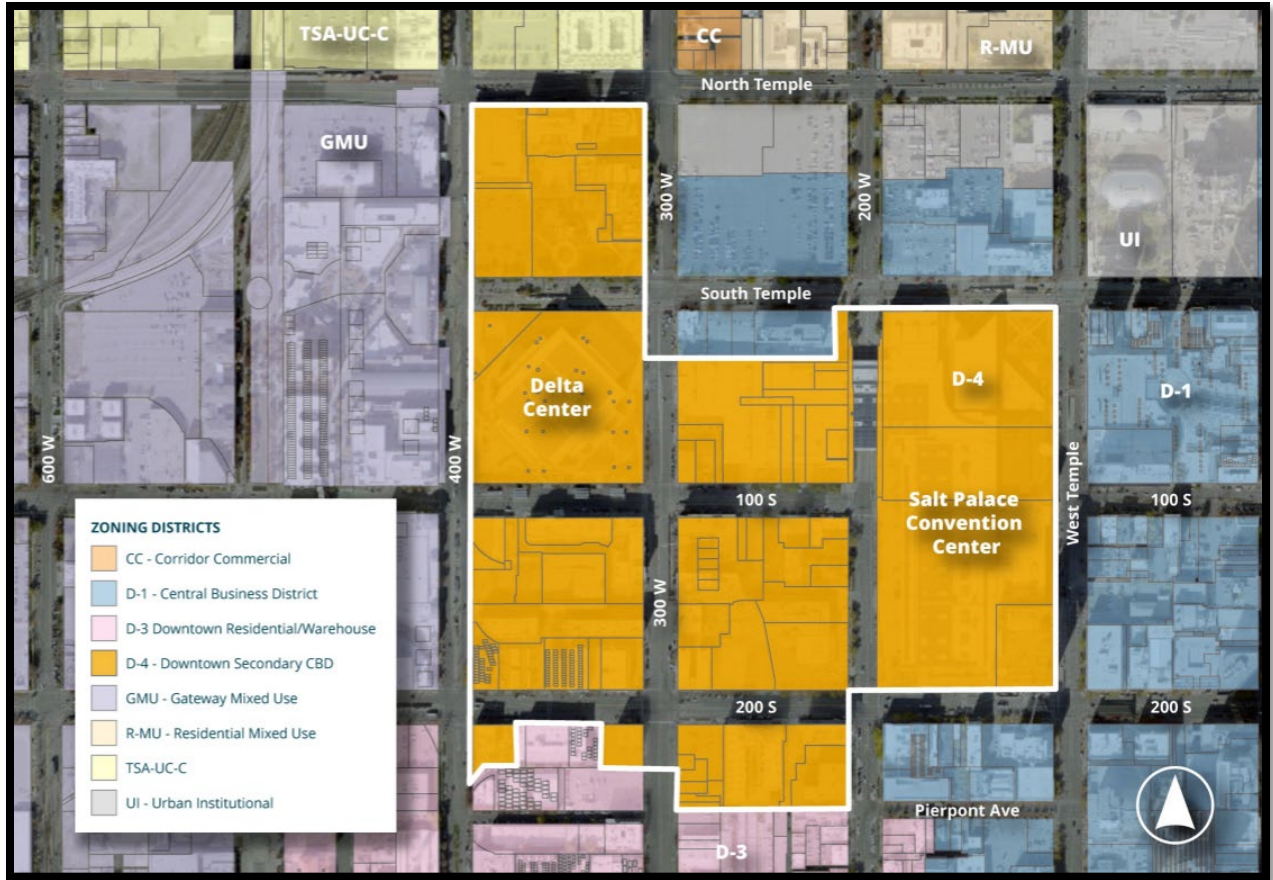 TSA-UC-C
CC
R-MU
North Temple
GMU
300 W
200 W
UI
South Temple
Delta
Center
D-4
D-1
600 W
400 W
100 S
Salt Palace
Convention
Center
West Temple
100 S
300 W
200 S
200 S
Pierpont Ave
D-3
ZONING DISTRICTS
CC - Corridor Commercial
D-1 - Central Business District
D-3 Downtown Residential/Warehouse
D-4 - Downtown Secondary CBD
GMU - Gateway Mixed Use
R-MU - Residential Mixed Use
TSA-UC-C
UI - Urban Institutional